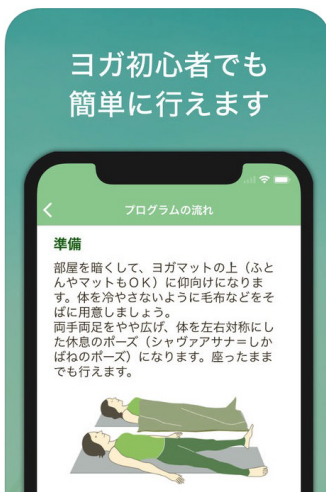 ヨガ初心者でも
簡単に行えます
プログラムの流れ
準備
部屋を暗くして、ヨガマットの上（ふと
んやマットもＯＫ）に仰向けになりま
す。体を冷やさないように毛布などをそ
ばに用意しましょう。
両手両足をやや広げ、体を左右対称にし
た休息のポーズ（シャヴァアサナ＝しか
ばねのポーズ）になります。座ったまま
でも行えます。